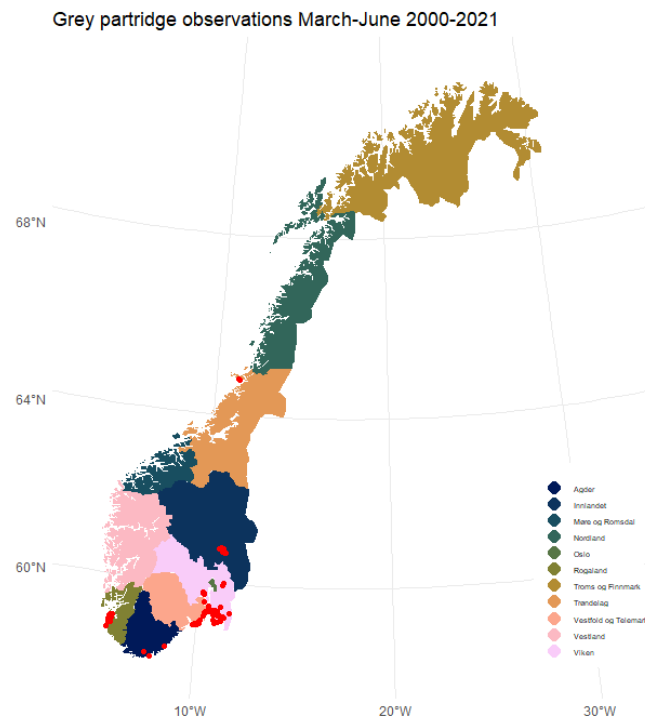 Grey partridge observations March-June 2000-2021
68°N
64°N
60°N
Agder
Innlandet
Møre og Romsdal
Nordland
Oslo
Rogaland
Troms og Finnmark
Trøndelag
Vestfold og Telemark
Vestland
Viken
10°W
20°W
30°W